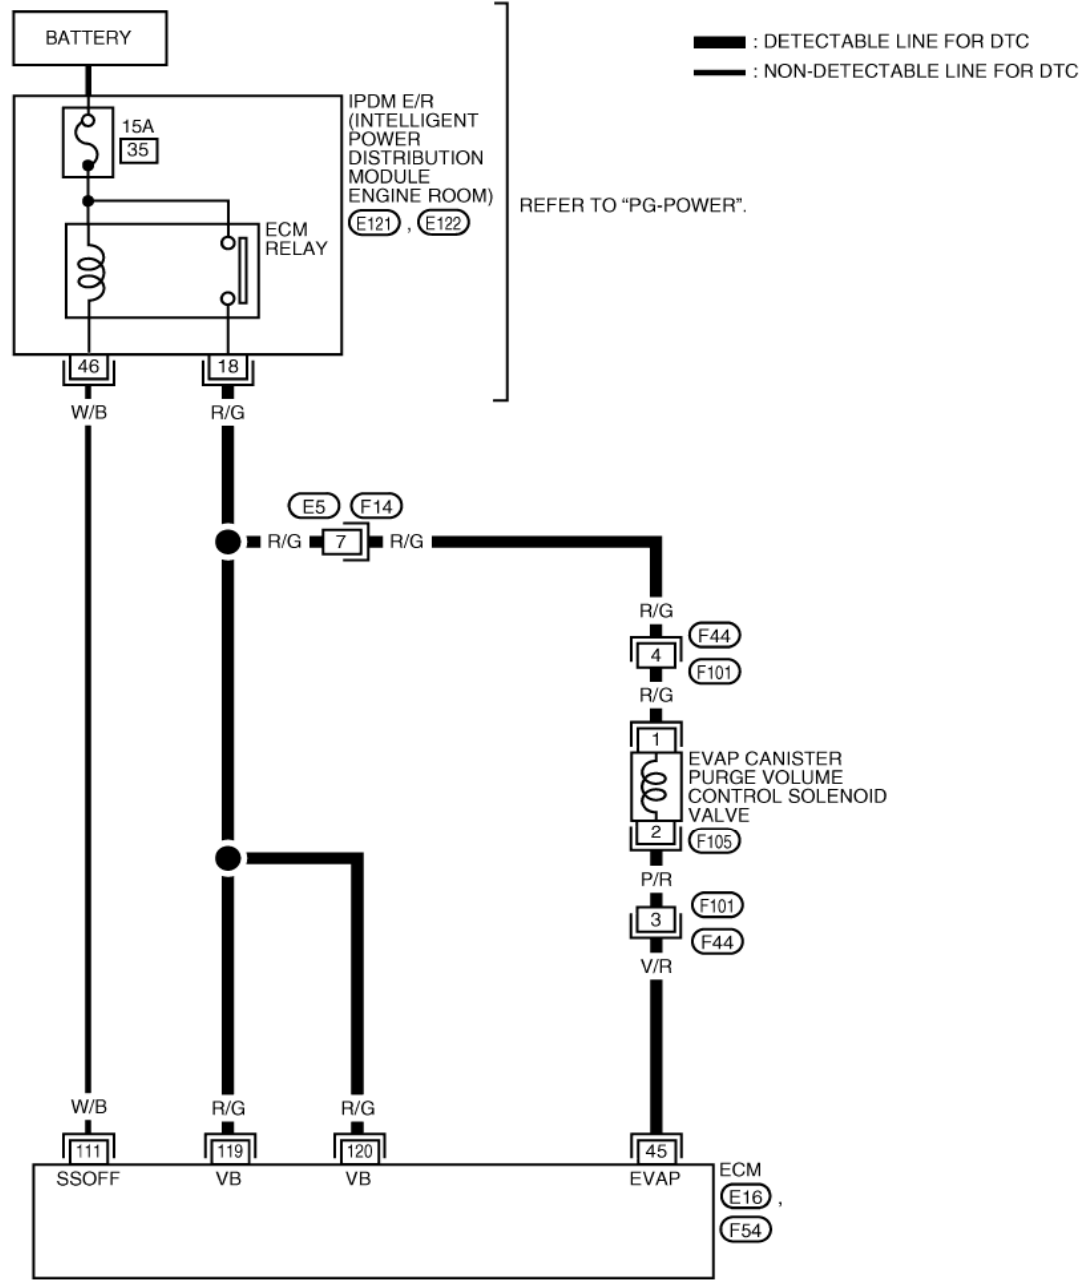 BATTERY
: DETECTABLE LINE FOR DTC
: NON-DETECTABLE LINE FOR DTC
15A
35
IPDM E/R
(INTELLIGENT
POWER
DISTRIBUTION
MODULE
ENGINE ROOM)
E121 , E122
REFER TO “PG-POWER”.
ECM
RELAY
46 18
W/B R/G
E5 F14
R/G 7 R/G
R/G
F44
4
F101
R/G
1
EVAP CANISTER
PURGE VOLUME
CONTROL SOLENOID
VALVE
2
F105
P/R
F101
3
F44
V/R
W/B R/G R/G
111 119 120 45
SSOFF VB VB EVAP
ECM
E16 ,
F54